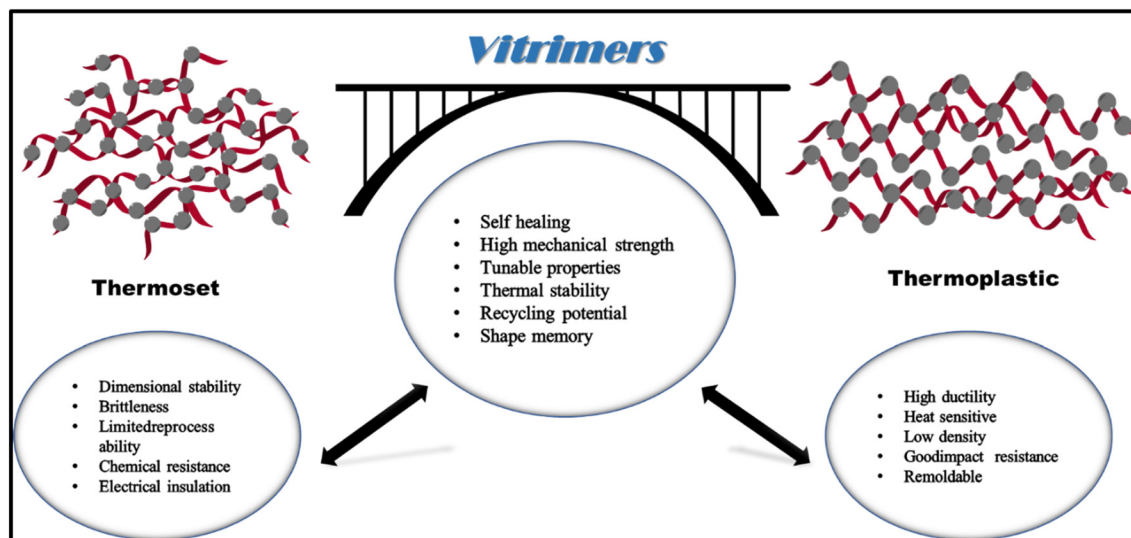 Vitrimers
Self healing
High mechanical strength
Tunable properties
Thermal stability
Recycling potential
Shape memory
Thermoset
Dimensional stability
Brittleness
Limitedreprocess
ability
Chemical resistance
Electrical insulation
Thermoplastic
High ductility
Heat sensitive
Low density
Goodimpact resistance
Remoldable